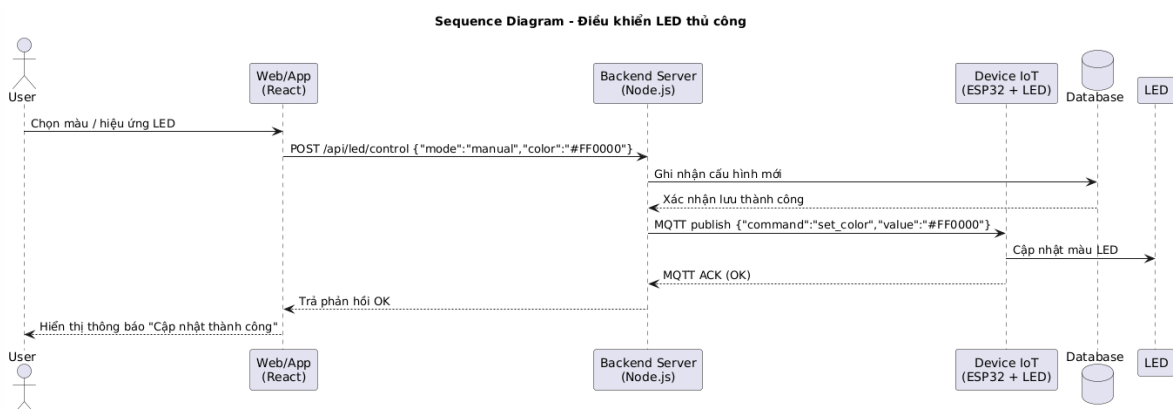 Sequence Diagram - Điều khiển LED thủ công
User
Web/App
(React)
Backend Server
(Node.js)
Device IoT
(ESP32 + LED)
Database
LED
Chọn màu / hiệu ứng LED
POST /api/led/control {"mode":"manual","color":"#FF0000"}
Ghi nhận cấu hình mới
Xác nhận lưu thành công
MQTT publish {"command":"set_color","value":"#FF0000"}
Cập nhật màu LED
MQTT ACK (OK)
Trả phản hồi OK
Hiển thị thông báo "Cập nhật thành công"
User
Web/App
(React)
Backend Server
(Node.js)
Device IoT
(ESP32 + LED)
Database
LED